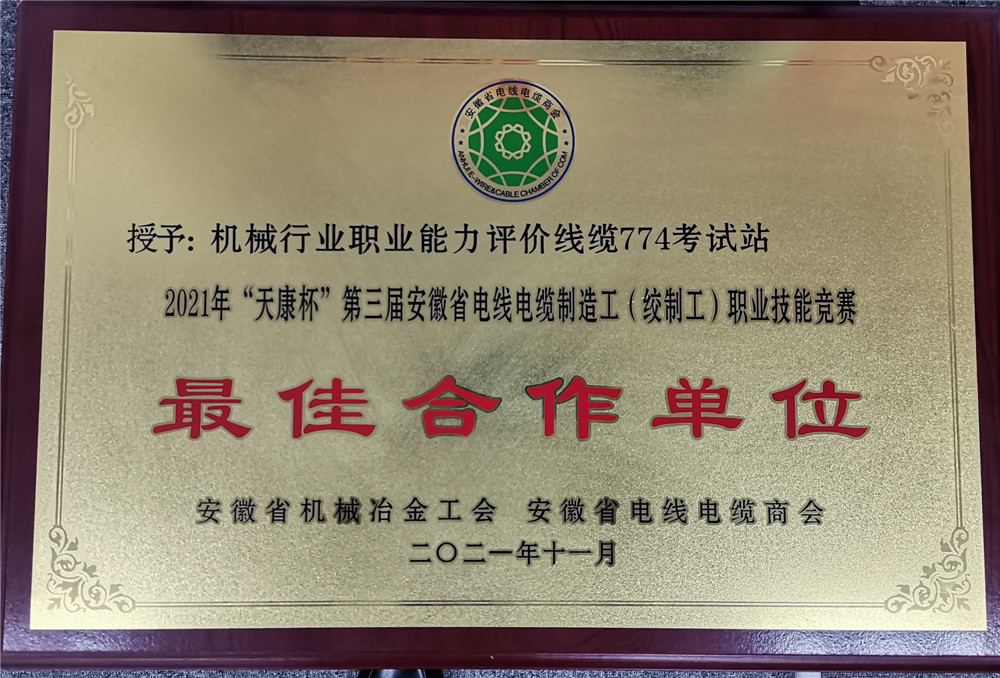 安徽省电线电缆商会
ANHUI E-WIRE&CABLE CHAMBER OF COM
授予：机械行业职业能力评价线缆774考试站
2021年“天康杯”第三届安徽省电线电缆制造工（绞制工）职业技能竞赛
最佳合作单位
安徽省机械冶金工会 安徽省电线电缆商会
二〇二一年十一月